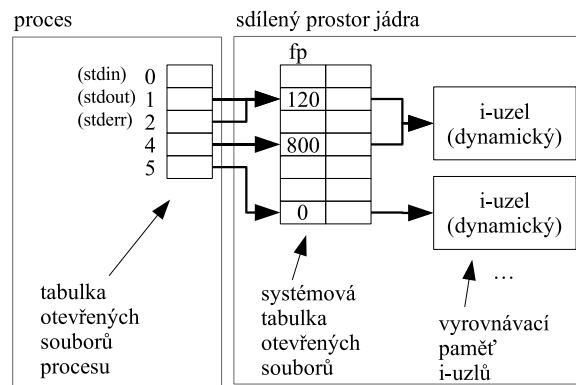 proces
sdílený prostor jádra
fp
(stdin) 0
(stdout) 1
(stderr) 2
4
5
120
800
0
i-uzel
(dynamický)
i-uzel
(dynamický)
...
tabulka
otevřených
souborů
procesu
systémová
tabulka
otevřených
souborů
vyrovnávací
paměť
i-uzlů